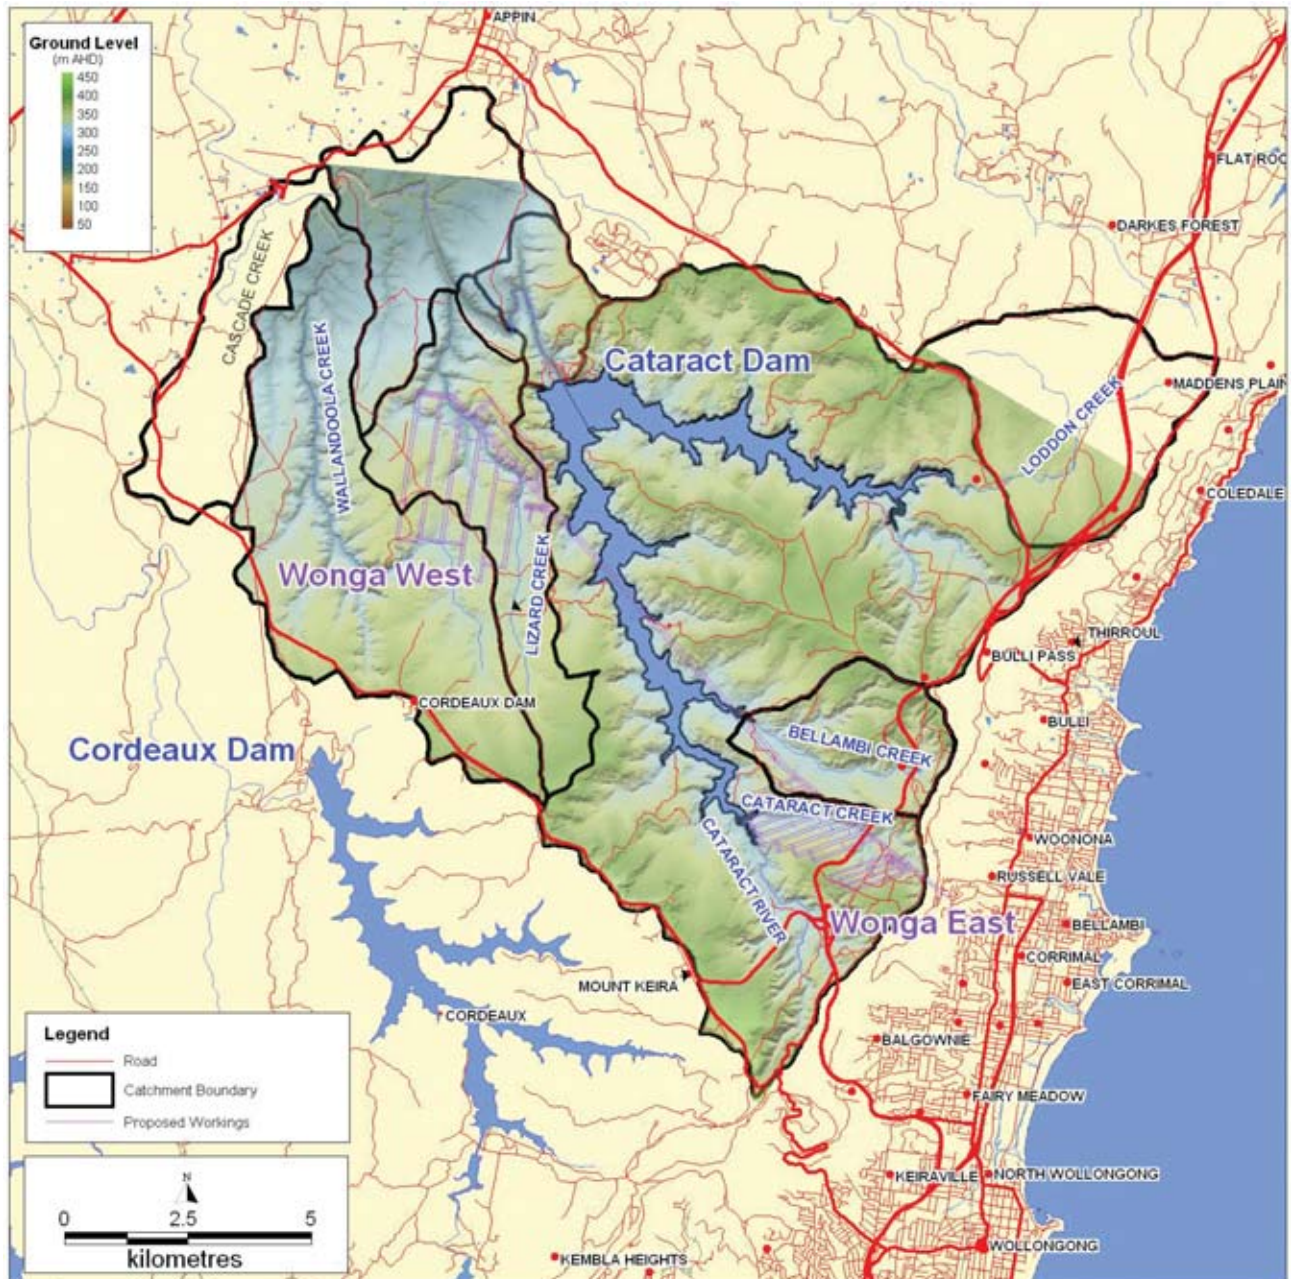 APPIN
Ground Level
(m AHD)
450
400
350
300
250
200
150
100
50
FLAT ROC
DARKES FOREST
CASCADE CREEK
WALLANDOOLA CREEK
Cataract Dam
MADDENS PLAIN
LODDON CREEK
COLEDALE
Wonga West
LIZARD CREEK
THIRROUL
BULLI PASS
CORDEAUX DAM
BULLI
Cordeaux Dam
BELLAMBI CREEK
CATARACT CREEK
WOONONA
CATARACT RIVER
RUSSELL VALE
Wonga East
BELLAMBI
CORRIMAL
MOUNT KEIRA
EAST CORRIMAL
CORDEAUX
BALGOWNIE
Legend
Road
Catchment Boundary
Proposed Workings
FAIRY MEADOW
KEIRAVILLE
NORTH WOLLONGONG
N
0 2.5 5
kilometres
WOLLONGONG
KEMBLA HEIGHTS